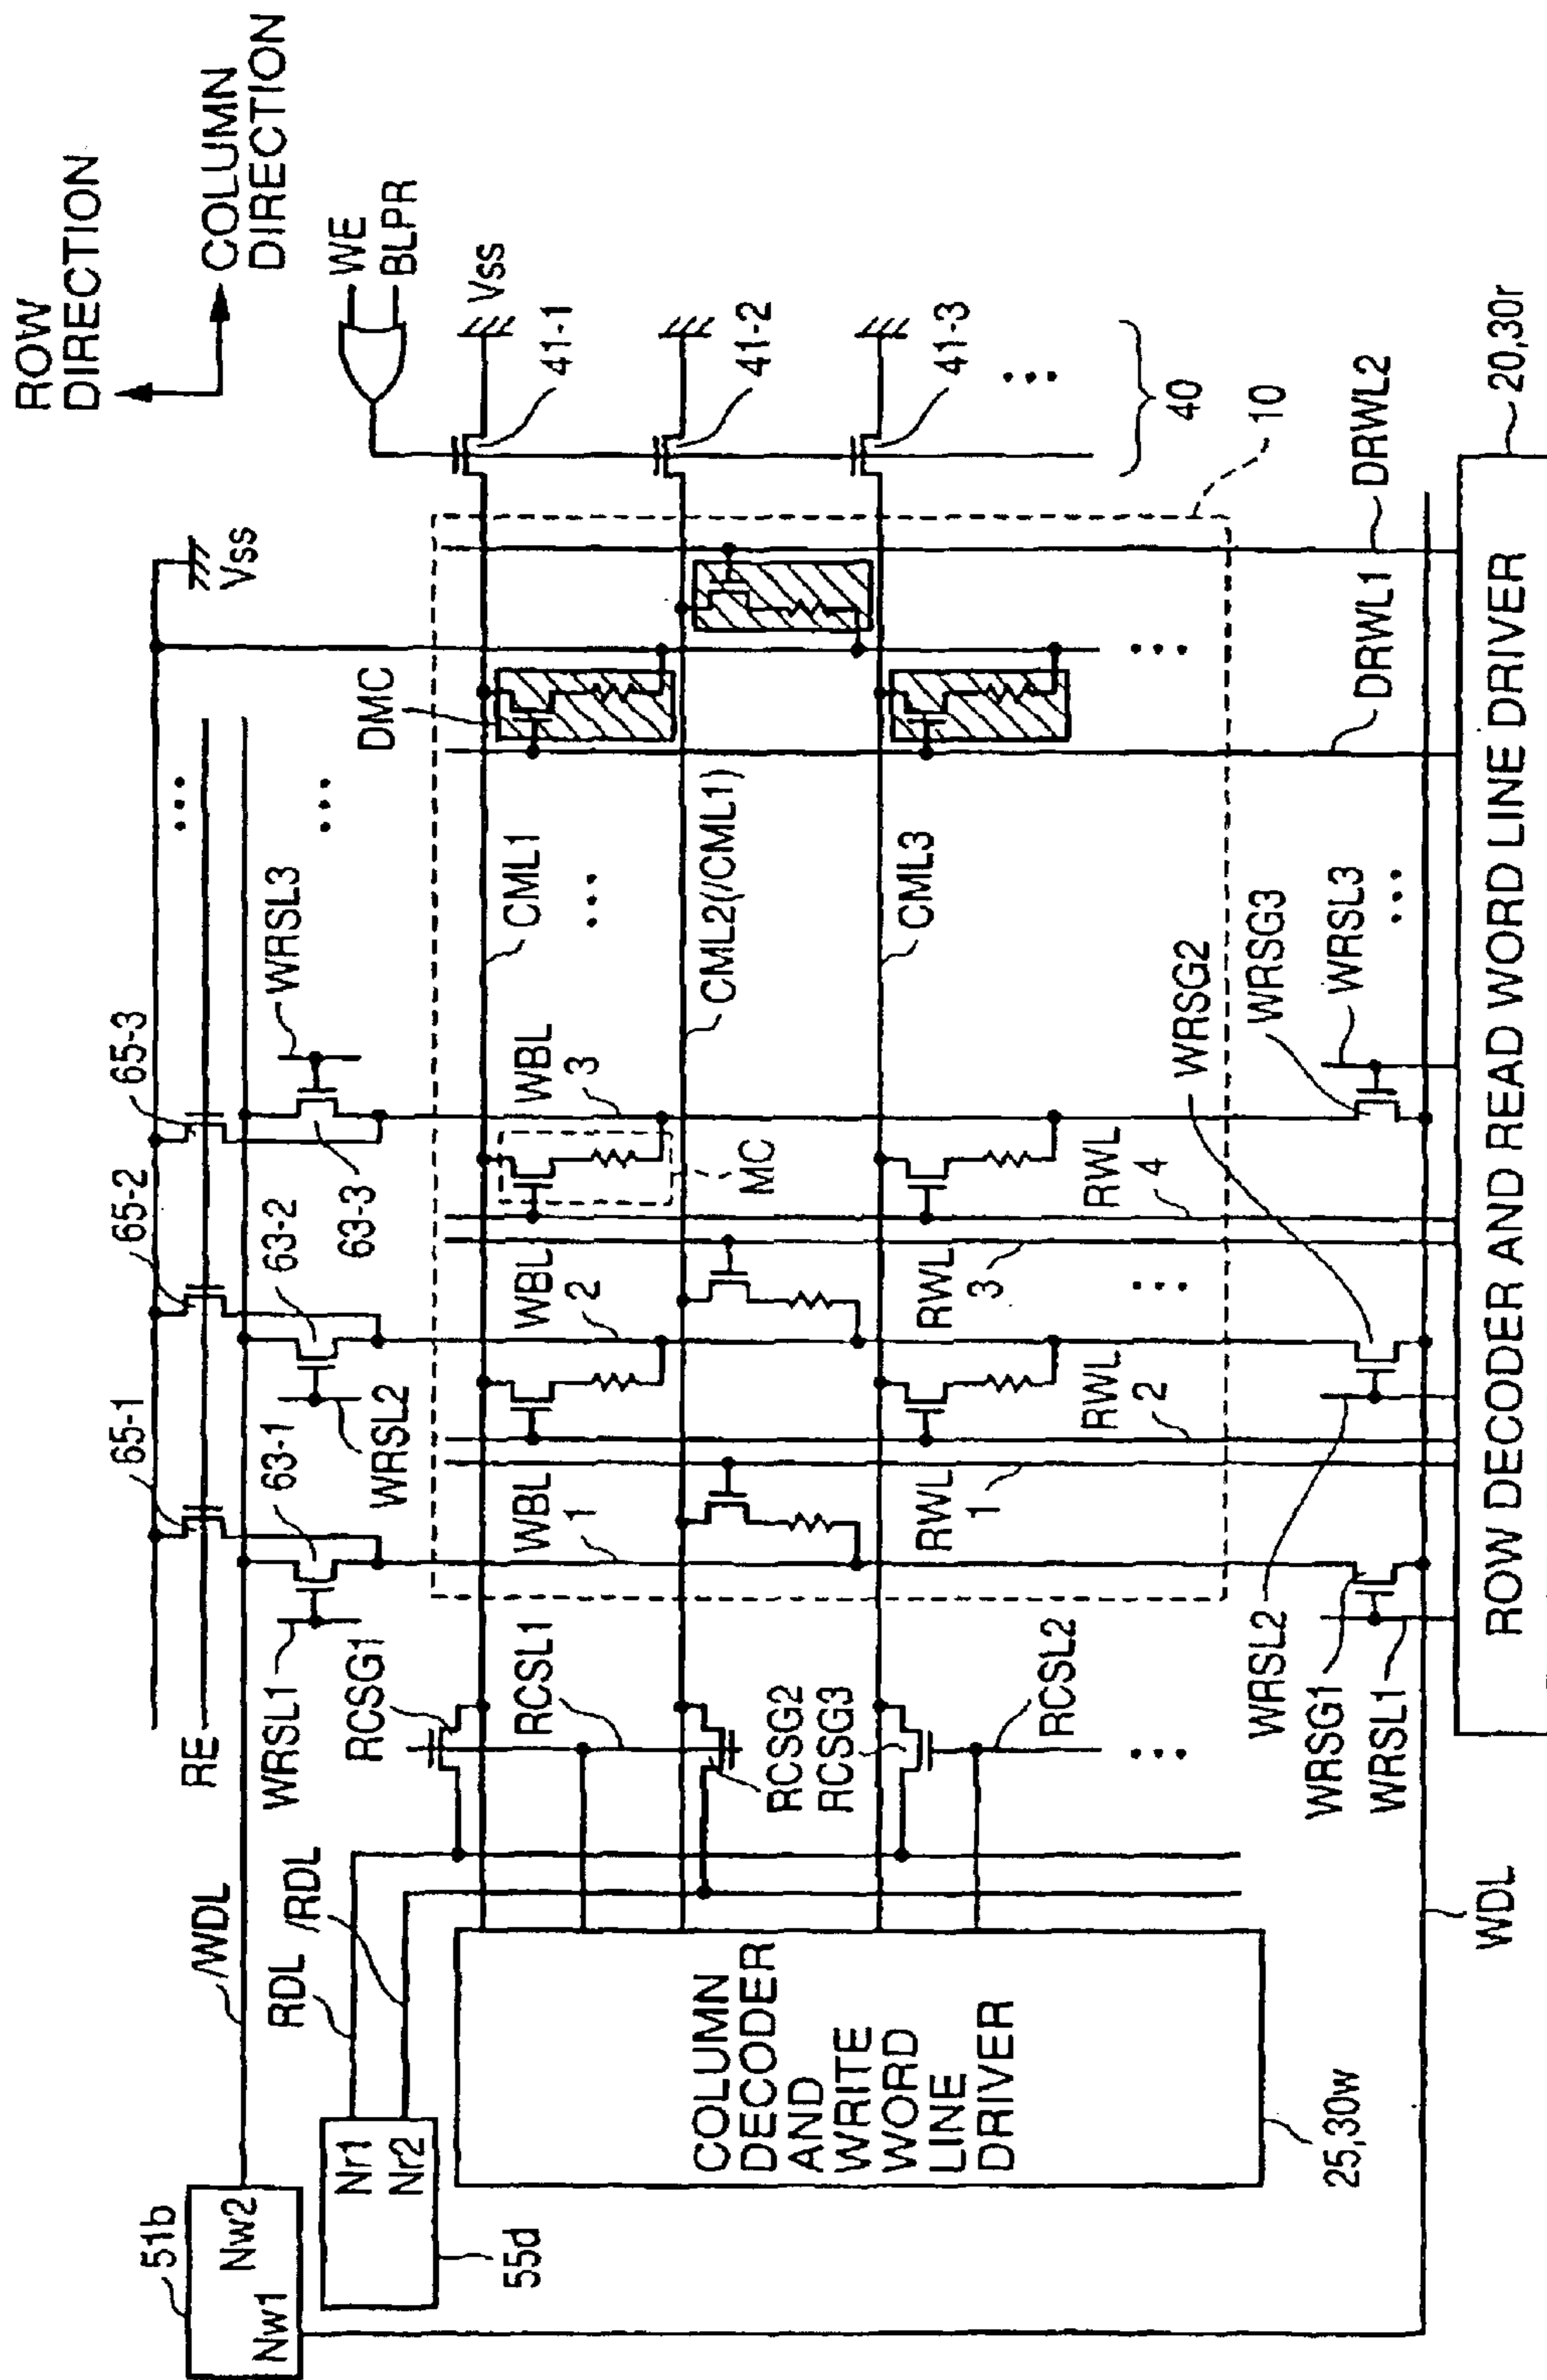 ROW
DIRECTION
COLUMN
DIRECTION
WE
BLPR
Vss
41-1
41-2
41-3
40
10
Vss
DRWL2
DRWL1
20,30r
DMC
CML1
CML2(/CML1)
CML3
65-3
WRSL3
65-2
63-3
63-2
65-1
63-1
WRSL2
WRSL1
RE
WBL
3
MC
RWL
4
WBL
2
RWL
3
RWL
2
WBL
1
RWL
1
WRSG2
WRSG3
WRSL3
WRSL2
WRSG1
WRSL1
ROW DECODER AND READ WORD LINE DRIVER
RCSG1
RCSL1
RCSG2
RCSG3
RCSL2
/WDL
RDL
/RDL
WDL
COLUMN
DECODER
AND
WRITE
WORD
LINE
DRIVER
25,30w
51b
Nw2
Nw1
Nr1
Nr2
55d